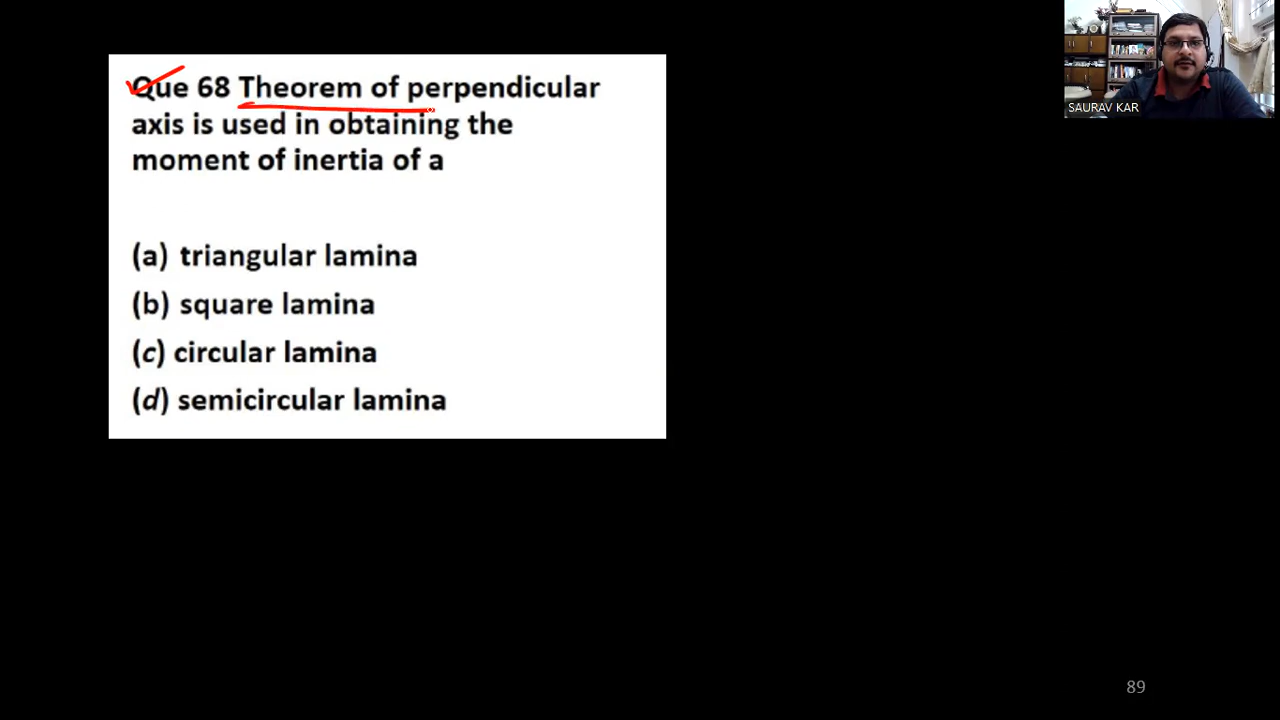 SAURAV KAR
Que 68 Theorem of perpendicular
axis is used in obtaining the
moment of inertia of a
(a) triangular lamina
(b) square lamina
(c) circular lamina
(d) semicircular lamina
89